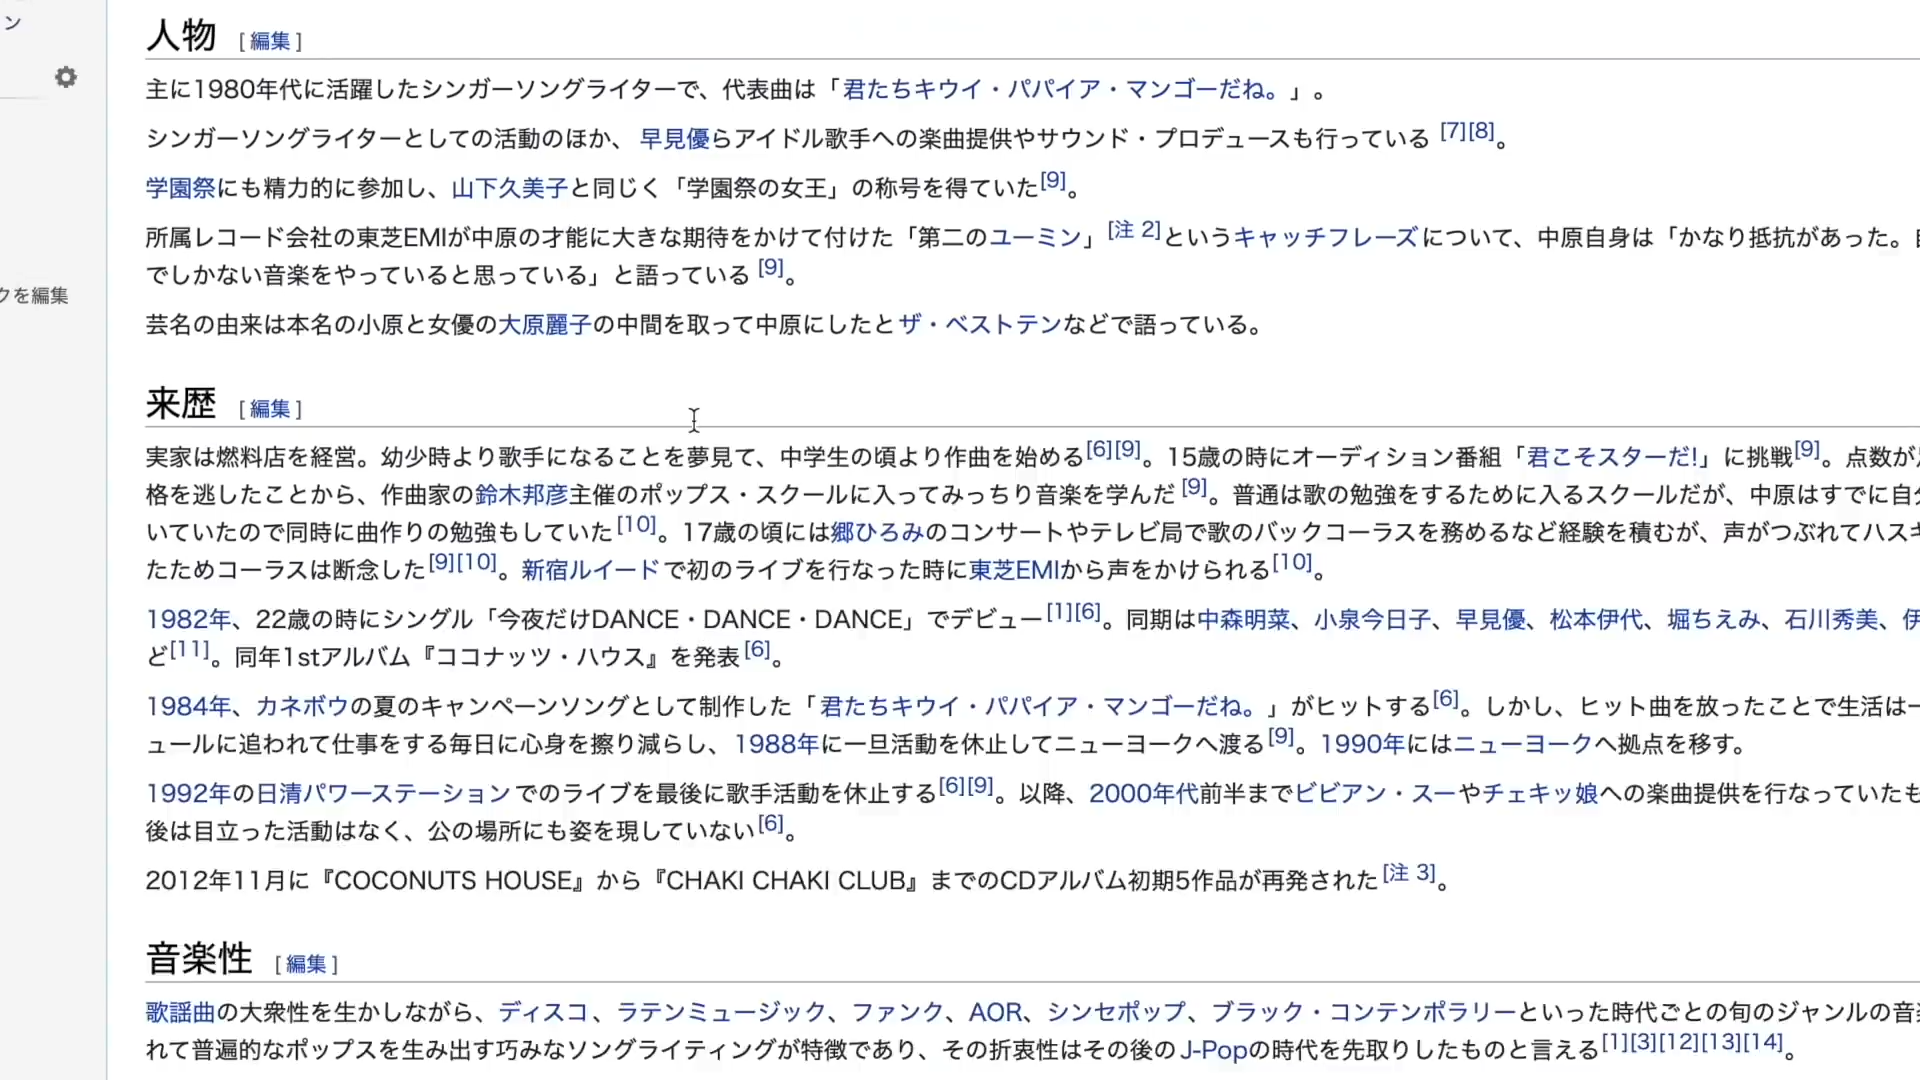 ン
クを編集
人物 [編集]
主に1980年代に活躍したシンガーソングライターで、代表曲は「君たちキウイ・パパイア・マンゴーだね。」。
シンガーソングライターとしての活動のほか、早見優らアイドル歌手への楽曲提供やサウンド・プロデュースも行っている[7][8]。
学園祭にも精力的に参加し、山下久美子と同じく「学園祭の女王」の称号を得ていた[9]。
所属レコード会社の東芝EMIが中原の才能に大きな期待をかけて付けた「第二のユーミン」[注 2]というキャッチフレーズについて、中原自身は「かなり抵抗があった。
でしかない音楽をやっていると思っている」と語っている[9]。
芸名の由来は本名の小原と女優の大原麗子の中間を取って中原にしたとザ・ベストテンなどで語っている。
来歴 [編集]
実家は燃料店を経営。幼少時より歌手になることを夢見て、中学生の頃より作曲を始める[6][9]。15歳の時にオーディション番組「君こそスターだ!」に挑戦[9]。点数が
格を逃したことから、作曲家の鈴木邦彦主催のポップス・スクールに入ってみっちり音楽を学んだ[9]。普通は歌の勉強をするために入るスクールだが、中原はすでに自
いていたので同時に曲作りの勉強もしていた[10]。17歳の頃には郷ひろみのコンサートやテレビ局で歌のバックコーラスを務めるなど経験を積むが、声がつぶれてハス
たためコーラスは断念した[9][10]。新宿ルイードで初のライブを行なった時に東芝EMIから声をかけられる[10]。
1982年、22歳の時にシングル「今夜だけDANCE・DANCE・DANCE」でデビュー[1][6]。同期は中森明菜、小泉今日子、早見優、松本伊代、堀ちえみ、石川秀美、伊
ど[11]。同年1stアルバム『ココナッツ・ハウス』を発表[6]。
1984年、カネボウの夏のキャンペーンソングとして制作した「君たちキウイ・パパイア・マンゴーだね。」がヒットする[6]。しかし、ヒット曲を放ったことで生活は一
ュールに追われて仕事をする毎日に心身を擦り減らし、1988年に一旦活動を休止してニューヨークへ渡る[9]。1990年にはニューヨークへ拠点を移す。
1992年の日清パワーステーションでのライブを最後に歌手活動を休止する[6][9]。以降、2000年代前半までビビアン・スーやチェキッ娘への楽曲提供を行なっていたも
後は目立った活動はなく、公の場所にも姿を現していない[6]。
2012年11月に『COCONUTS HOUSE』から『CHAKI CHAKI CLUB』までのCDアルバム初期5作品が再発された[注 3]。
音楽性 [編集]
歌謡曲の大衆性を生かしながら、ディスコ、ラテンミュージック、ファンク、AOR、シンセポップ、ブラック・コンテンポラリーといった時代ごとの旬のジャンルの音
れて普遍的なポップスを生み出す巧みなソングライティングが特徴であり、その折衷性はその後のJ-Popの時代を先取りしたものと言える[1][3][12][13][14]。